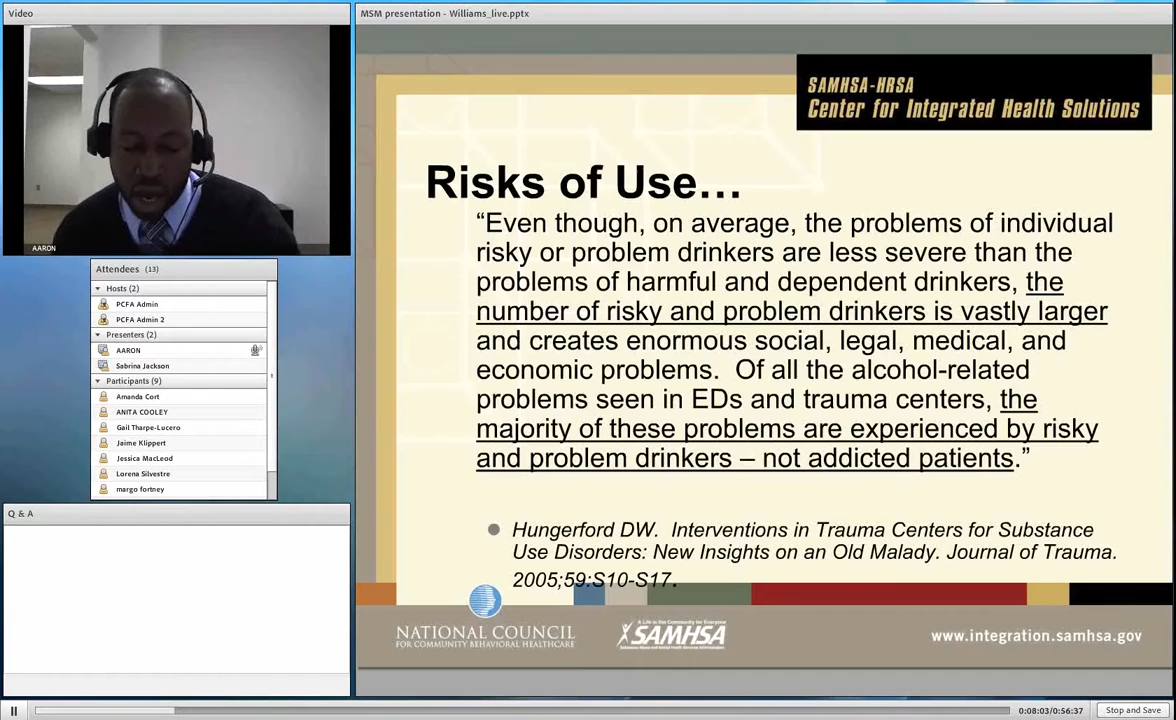 Video
MSM presentation - Williams_live.pptx
AARON
Attendees (13)
Hosts (2)
PCFA Admin
PCFA Admin 2
Presenters (2)
AARON
Sabrina Jackson
Participants (9)
Amanda Cort
ANITA COOLEY
Gail Tharpe-Lucero
Jaime Klippert
Jessica MacLeod
Lorena Silvestre
margo fortney
Q & A
SAMHSA-HRSA
Center for Integrated Health Solutions
Risks of Use…
“Even though, on average, the problems of individual
risky or problem drinkers are less severe than the
problems of harmful and dependent drinkers, the
number of risky and problem drinkers is vastly larger
and creates enormous social, legal, medical, and
economic problems. Of all the alcohol-related
problems seen in EDs and trauma centers, the
majority of these problems are experienced by risky
and problem drinkers – not addicted patients.”
Hungerford DW. Interventions in Trauma Centers for Substance
Use Disorders: New Insights on an Old Malady. Journal of Trauma.
2005;59:S10-S17.
NATIONAL COUNCIL
FOR COMMUNITY BEHAVIORAL HEALTHCARE
A Life in the Community for Everyone
SAMHSA
www.integration.samhsa.gov
0:08:03/0:56:37
Stop and Save